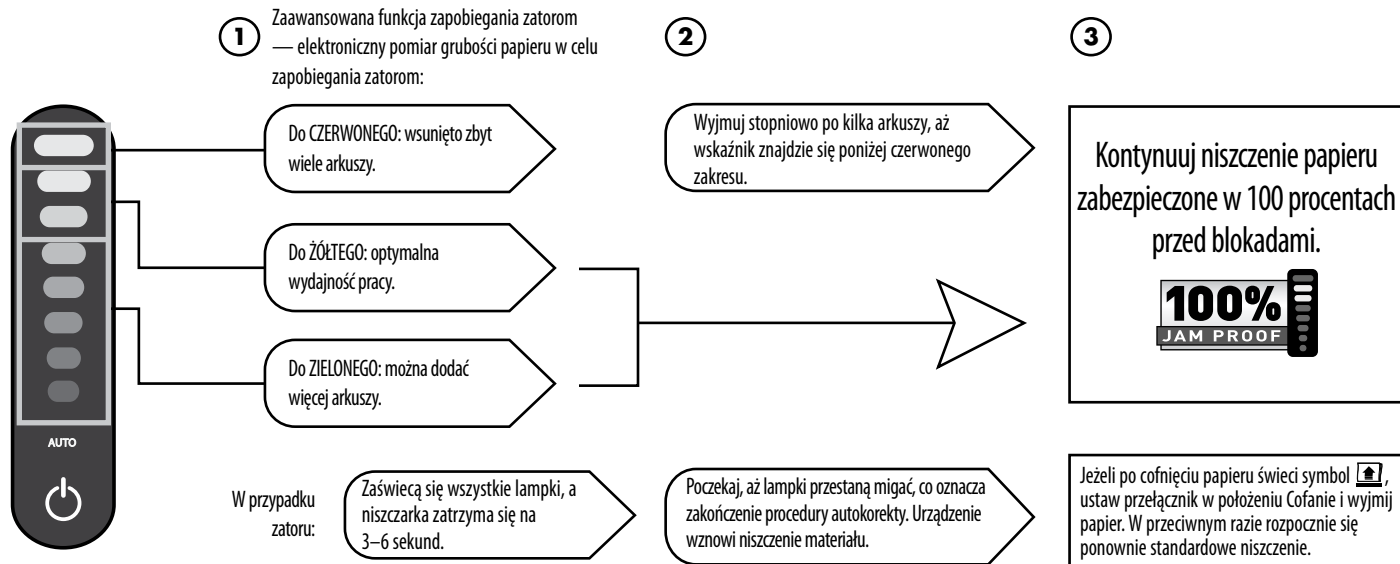 1
Zaawansowana funkcja zapobiegania zatorom
— elektroniczny pomiar grubości papieru w celu
zapobiegania zatorom:
Do CZERWONEGO: wsunięto zbyt
wiele arkuszy.
Do ŻÓŁTEGO: optymalna
wydajność pracy.
Do ZIELONEGO: można dodać
więcej arkuszy.
AUTO
2
Wyjmuj stopniowo po kilka arkuszy, aż
wskaźnik znajdzie się poniżej czerwonego
zakresu.
3
Kontynuuj niszczenie papieru
zabezpieczone w 100 procentach
przed blokadami.
100%
JAM PROOF
W przypadku
zatoru:
Zaświecą się wszystkie lampki, a
niszczarka zatrzyma się na
3–6 sekund.
Poczekaj, aż lampki przestaną migać, co oznacza
zakończenie procedury autokorekty. Urządzenie
wznowi niszczenie materiału.
Jeżeli po cofnięciu papieru świeci symbol ,
ustaw przełącznik w położeniu Cofanie i wyjmij
papier. W przeciwnym razie rozpocznie się
ponownie standardowe niszczenie.